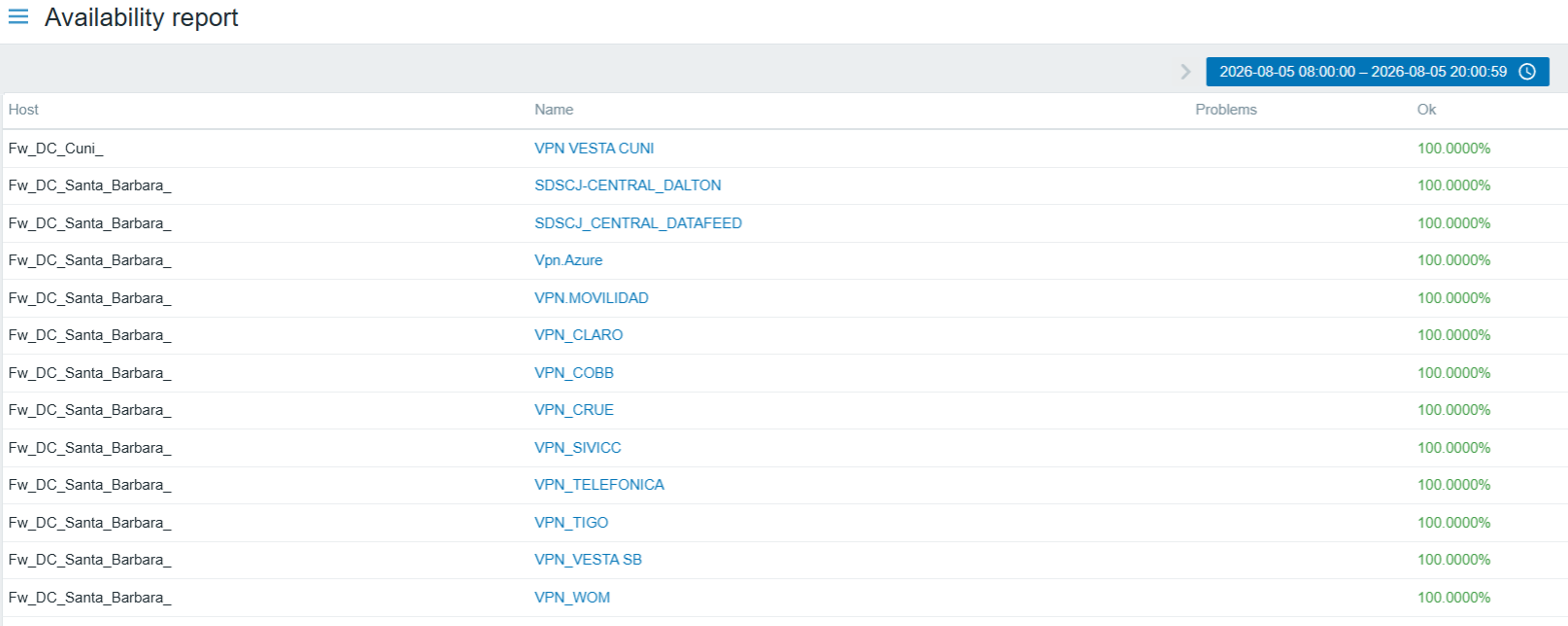 Availability report
2026-08-05 08:00:00 – 2026-08-05 20:00:59
Host Name Problems Ok
Fw_DC_Cuni_ VPN VESTA CUNI 100.0000%
Fw_DC_Santa_Barbara_ SDSCJ-CENTRAL_DALTON 100.0000%
Fw_DC_Santa_Barbara_ SDSCJ_CENTRAL_DATAFEED 100.0000%
Fw_DC_Santa_Barbara_ Vpn.Azure 100.0000%
Fw_DC_Santa_Barbara_ VPN.MOVILIDAD 100.0000%
Fw_DC_Santa_Barbara_ VPN_CLARO 100.0000%
Fw_DC_Santa_Barbara_ VPN_COBB 100.0000%
Fw_DC_Santa_Barbara_ VPN_CRUE 100.0000%
Fw_DC_Santa_Barbara_ VPN_SIVICC 100.0000%
Fw_DC_Santa_Barbara_ VPN_TELEFONICA 100.0000%
Fw_DC_Santa_Barbara_ VPN_TIGO 100.0000%
Fw_DC_Santa_Barbara_ VPN_VESTA SB 100.0000%
Fw_DC_Santa_Barbara_ VPN_WOM 100.0000%